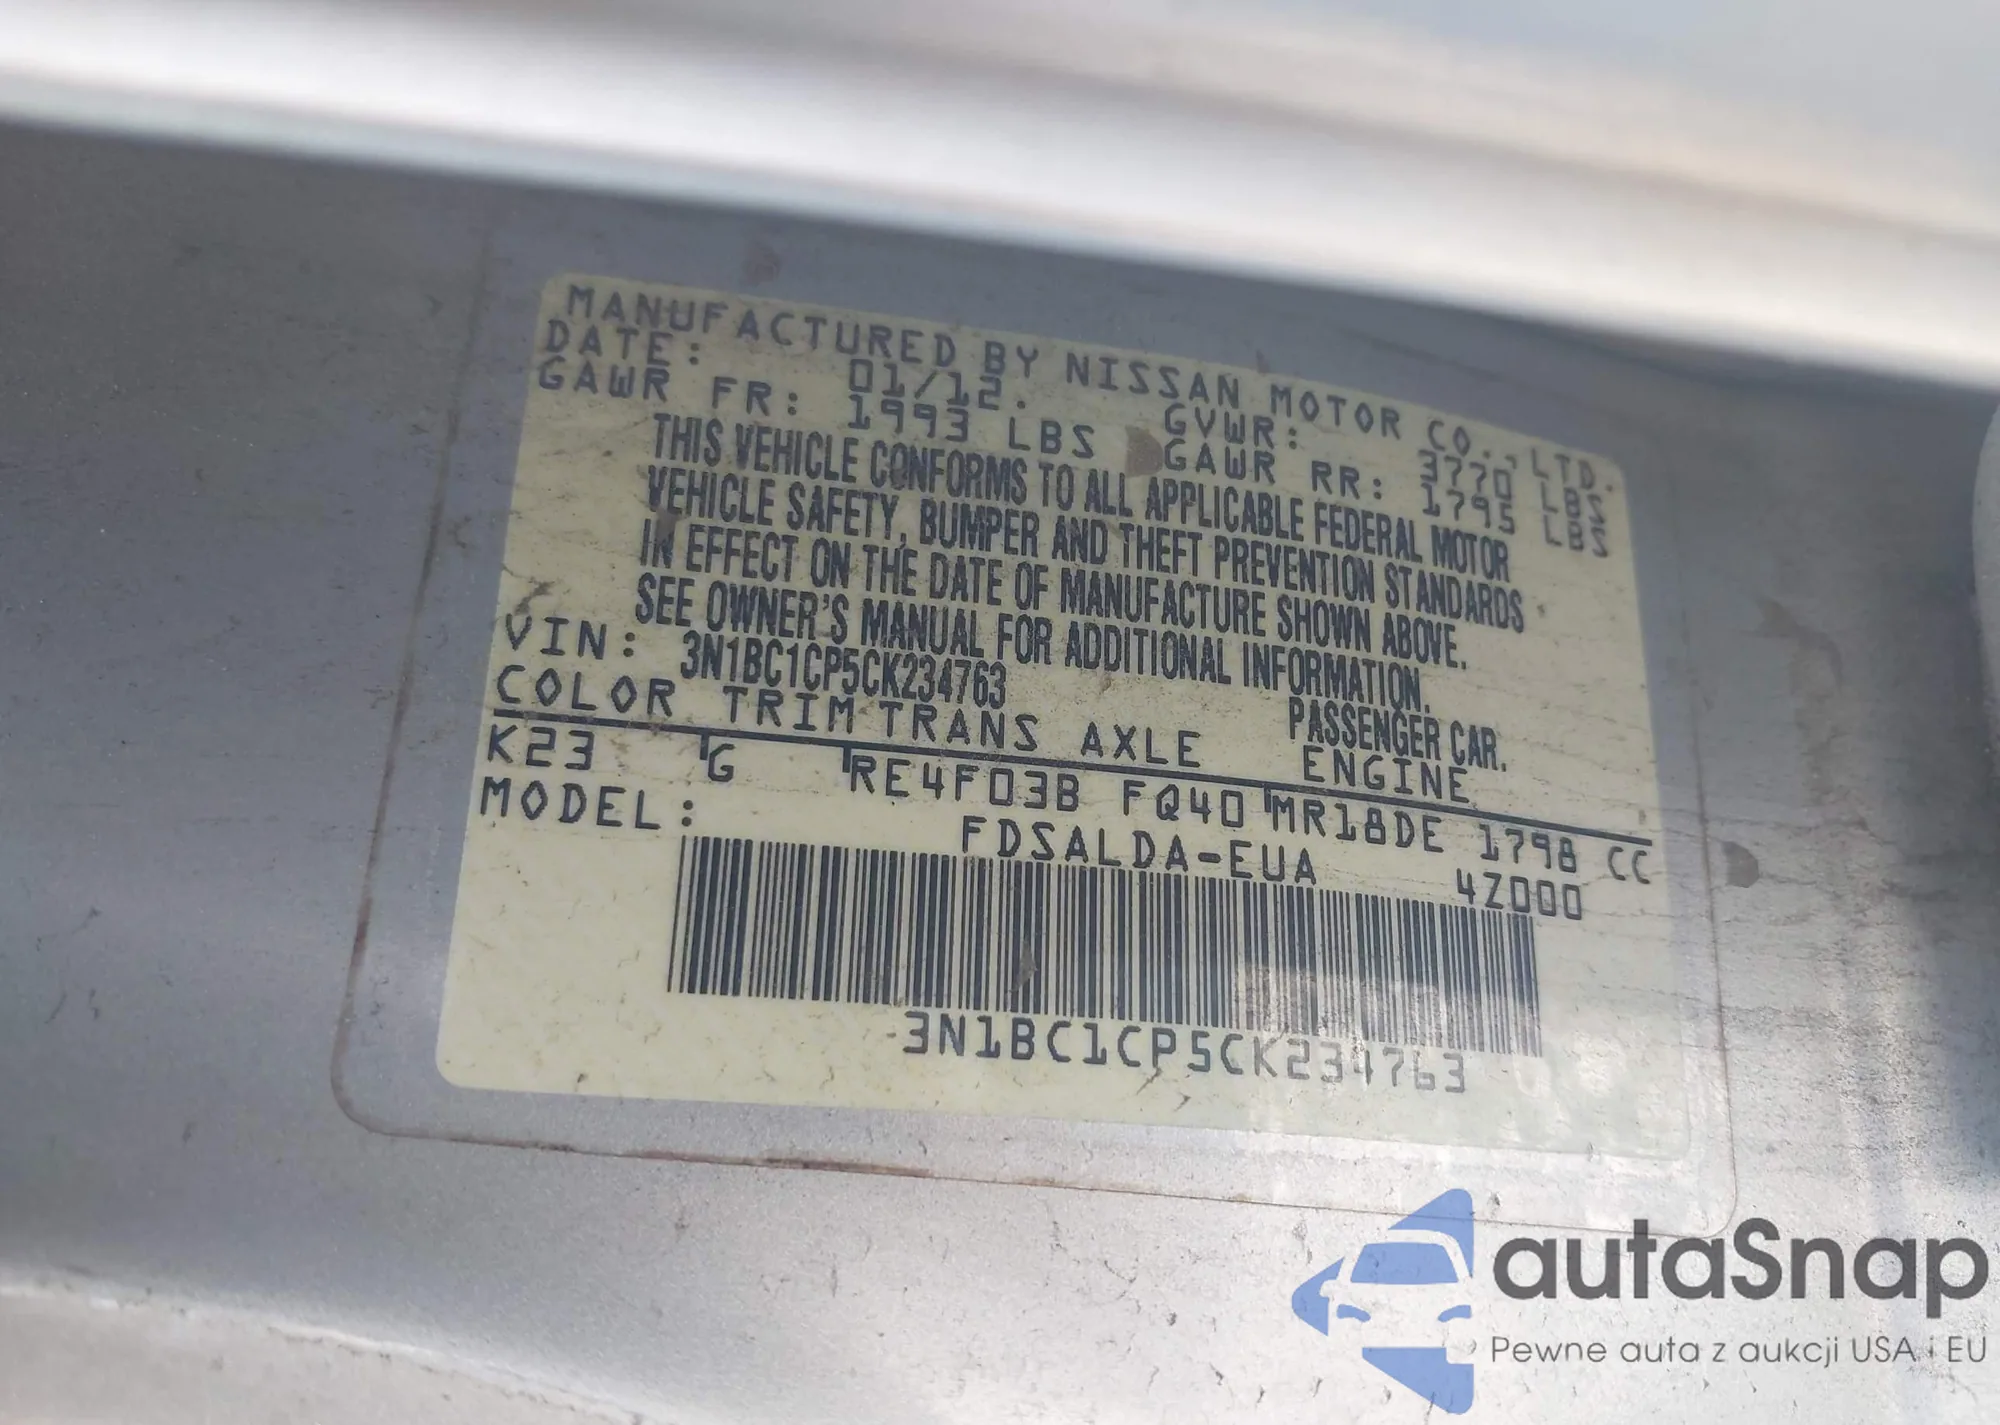 MANUFACTURED BY NISSAN MOTOR CO., LTD.
DATE: 01/12. GVWR: 3770 LBS
GAWR FR: 1993 LBS GAWR RR: 1795 LBS
THIS VEHICLE CONFORMS TO ALL APPLICABLE FEDERAL MOTOR
VEHICLE SAFETY, BUMPER AND THEFT PREVENTION STANDARDS
IN EFFECT ON THE DATE OF MANUFACTURE SHOWN ABOVE.
SEE OWNER'S MANUAL FOR ADDITIONAL INFORMATION.
VIN: 3N1BC1CP5CK234763 PASSENGER CAR.
COLOR TRIM TRANS AXLE ENGINE
K23 G RE4F03B FQ40 MR18DE 1798 CC
MODEL: FDSALDA-EUA 4Z000
3N1BC1CP5CK234763
autaSnap
Pewne auta z aukcji USA i EU